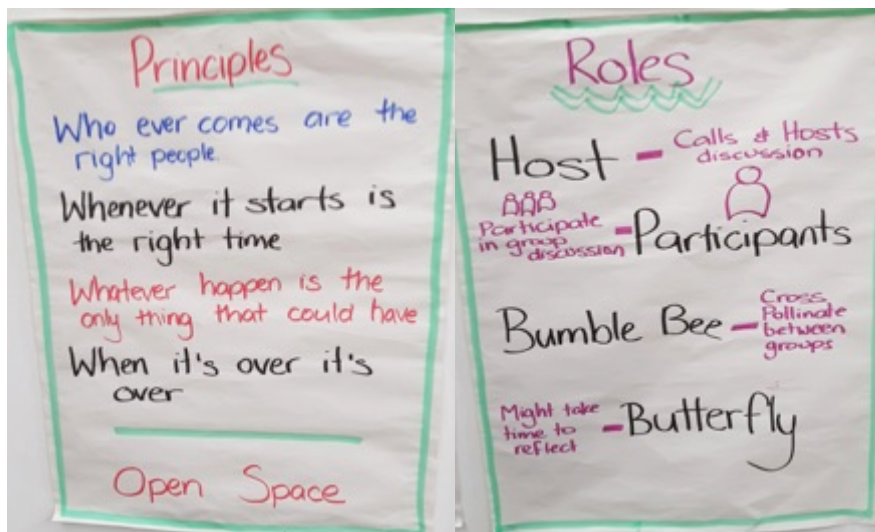 Principles
Who ever comes are the
right people.
Whenever it starts is
the right time
Whatever happen is the
only thing that could have
When it's over it's
over
Open Space
Roles
Host - Calls & Hosts
discussion
Participate
in group
discussion - Participants
Bumble Bee - Cross
Pollinate
between
groups
Might take
time to
reflect - Butterfly